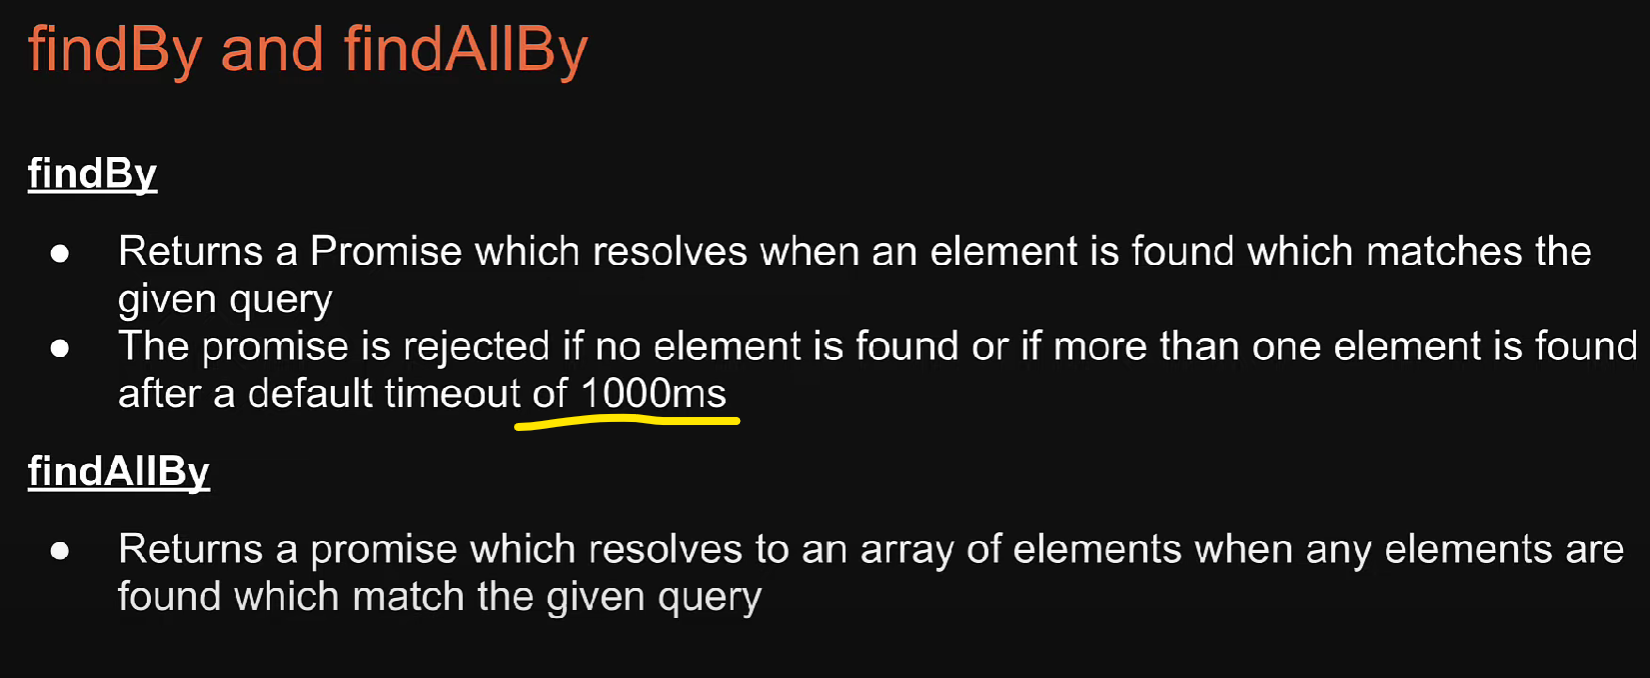 findBy and findAllBy
findBy
● Returns a Promise which resolves when an element is found which matches the
given query
● The promise is rejected if no element is found or if more than one element is found
after a default timeout of 1000ms
findAllBy
● Returns a promise which resolves to an array of elements when any elements are
found which match the given query